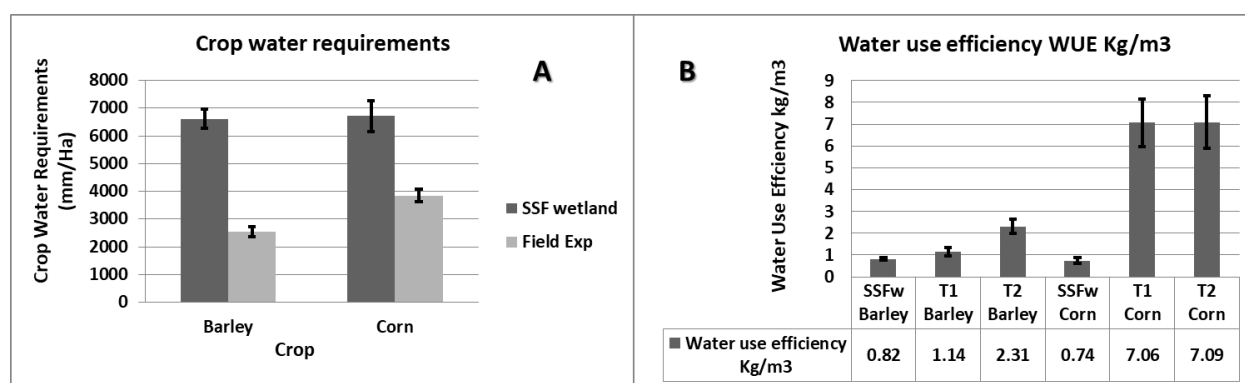 Crop water requirements
A
Crop Water Requirements
(mm/Ha)
8000
7000
6000
5000
4000
3000
2000
1000
0
Barley Corn
Crop
SSF wetland
Field Exp
Water use efficiency WUE Kg/m3
B
Water Use Effciency kg/m3
9
8
7
6
5
4
3
2
1
0
SSFw Barley T1 Barley T2 Barley SSFw Corn T1 Corn T2 Corn
Water use efficiency
Kg/m3
0.82 1.14 2.31 0.74 7.06 7.09